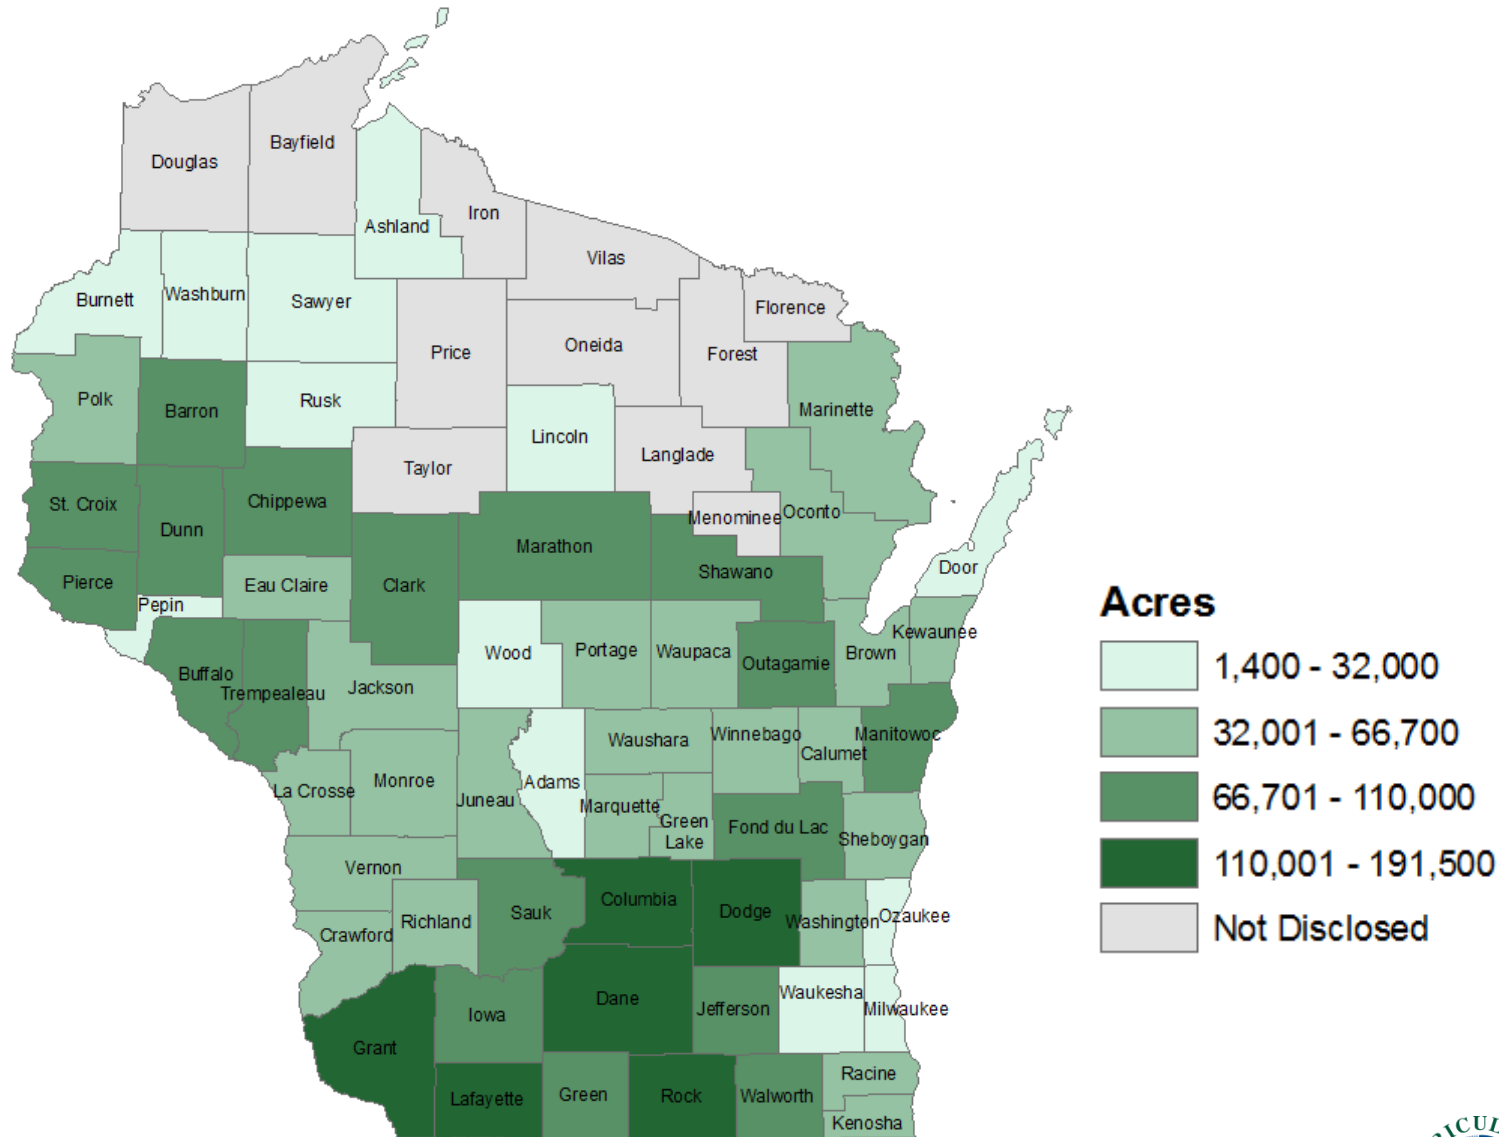 Bayfield
Douglas
Iron
Ashland
Vilas
Burnett
Washburn
Sawyer
Florence
Oneida
Price
Forest
Polk
Rusk
Barron
Marinette
Lincoln
Langlade
Taylor
Chippewa
St. Croix
Oconto
Menominee
Dunn
Marathon
Door
Shawano
Pierce
Eau Claire
Clark
Pepin
Kewaunee
Portage
Wood
Waupaca
Brown
Outagamie
Buffalo
Jackson
Trempealeau
Winnebago
Manitowoc
Waushara
Calumet
Monroe
Adams
La Crosse
Juneau
Marquette
Green
Lake
Fond du Lac
Sheboygan
Vernon
Columbia
Dodge
Sauk
Ozaukee
Richland
Washington
Crawford
Waukesha
Dane
Jefferson
Milwaukee
Iowa
Grant
Racine
Green
Rock
Walworth
Lafayette
Kenosha
Acres
1,400 - 32,000
32,001 - 66,700
66,701 - 110,000
110,001 - 191,500
Not Disclosed